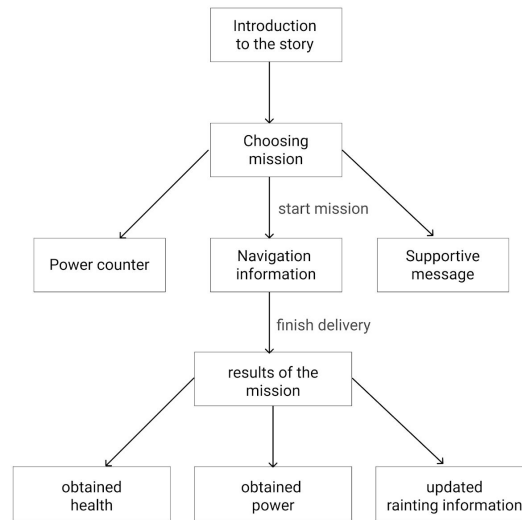 Introduction
to the story
Choosing
mission
start mission
Power counter
Navigation
information
Supportive
message
finish delivery
results of the
mission
obtained
health
obtained
power
updated
rainting information